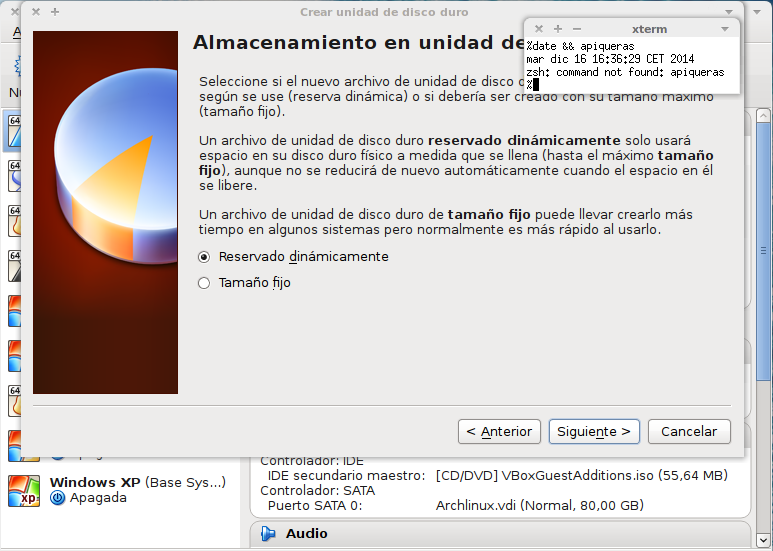 Crear unidad de disco duro
xterm
%date && apiqueras
mar dic 16 16:36:29 CET 2014
zsh: command not found: apiqueras
%
Almacenamiento en unidad de
Seleccione si el nuevo archivo de unidad de disco
según se use (reserva dinámica) o si debería ser creado con su tamaño máximo
(tamaño fijo).
Un archivo de unidad de disco duro reservado dinámicamente solo usará
espacio en su disco duro físico a medida que se llena (hasta el máximo tamaño
fijo), aunque no se reducirá de nuevo automáticamente cuando el espacio en él
se libere.
Un archivo de unidad de disco duro de tamaño fijo puede llevar crearlo más
tiempo en algunos sistemas pero normalmente es más rápido al usarlo.
Reservado dinámicamente
Tamaño fijo
< Anterior
Siguiente >
Cancelar
64
64
64
64
64
Windows XP (Base Sys...)
Apagada
xp
Controlador: IDE
IDE secundario maestro: [CD/DVD] VBoxGuestAdditions.iso (55,64 MB)
Controlador: SATA
Puerto SATA 0: Archlinux.vdi (Normal, 80,00 GB)
Audio